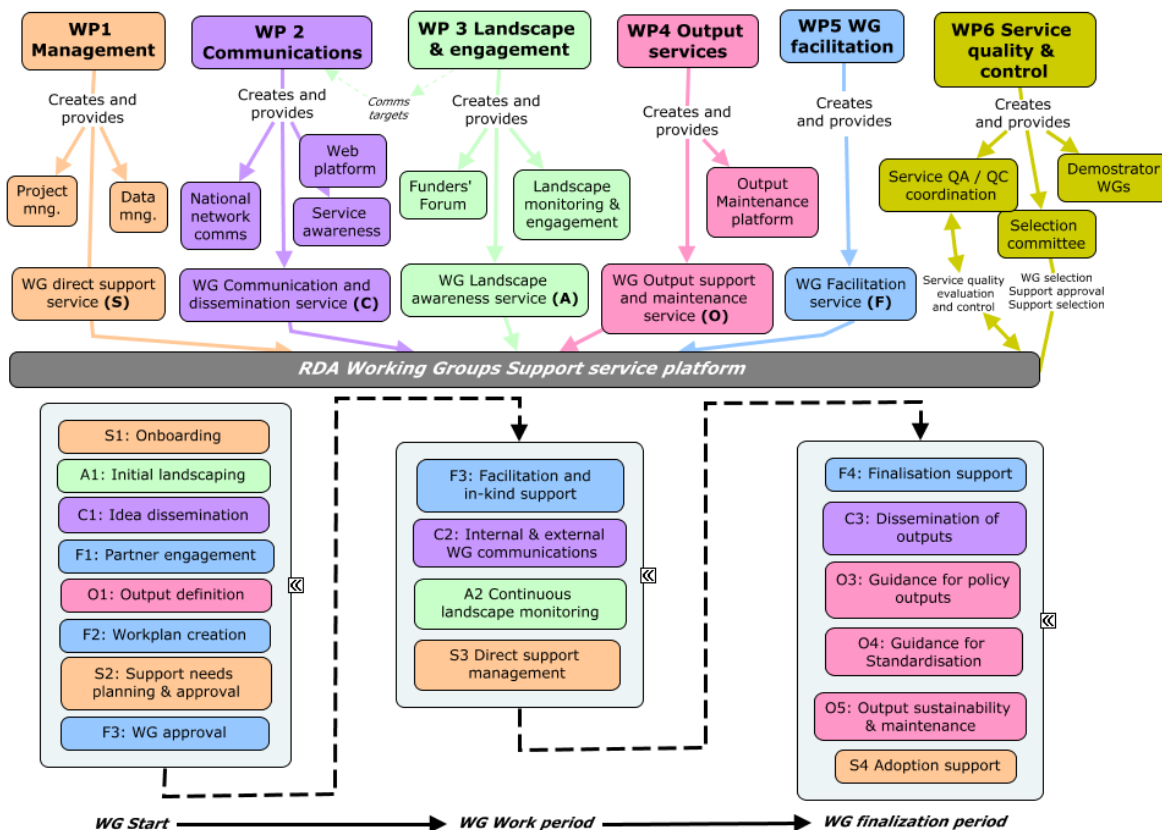 WP1
Management
WP 2
Communications
WP 3 Landscape
& engagement
WP4 Output
services
WP5 WG
facilitation
WP6 Service
quality &
control
Creates and
provides
Creates and
provides
Comms
targets
Creates and
provides
Creates and
provides
Creates
and provides
Creates
and provides
Project
mng.
Data
mng.
National
network
comms
Web
platform
Service
awareness
Funders'
Forum
Landscape
monitoring &
engagement
Output
Maintenance
platform
Service QA / QC
coordination
Demostrator
WGs
Selection
committee
WG direct support
service (S)
WG Communication and
dissemination service (C)
WG Landscape
awareness service (A)
WG Output support
and maintenance
service (O)
WG Facilitation
service (F)
Service quality
evaluation
and control
WG selection
Support approval
Support selection
RDA Working Groups Support service platform
S1: Onboarding
A1: Initial landscaping
C1: Idea dissemination
F1: Partner engagement
O1: Output definition
F2: Workplan creation
S2: Support needs
planning & approval
F3: WG approval
F3: Facilitation and
in-kind support
C2: Internal & external
WG communications
A2 Continuous
landscape monitoring
S3 Direct support
management
F4: Finalisation support
C3: Dissemination of
outputs
O3: Guidance for policy
outputs
O4: Guidance for
Standardisation
O5: Output sustainability
& maintenance
S4 Adoption support
WG Start
WG Work period
WG finalization period